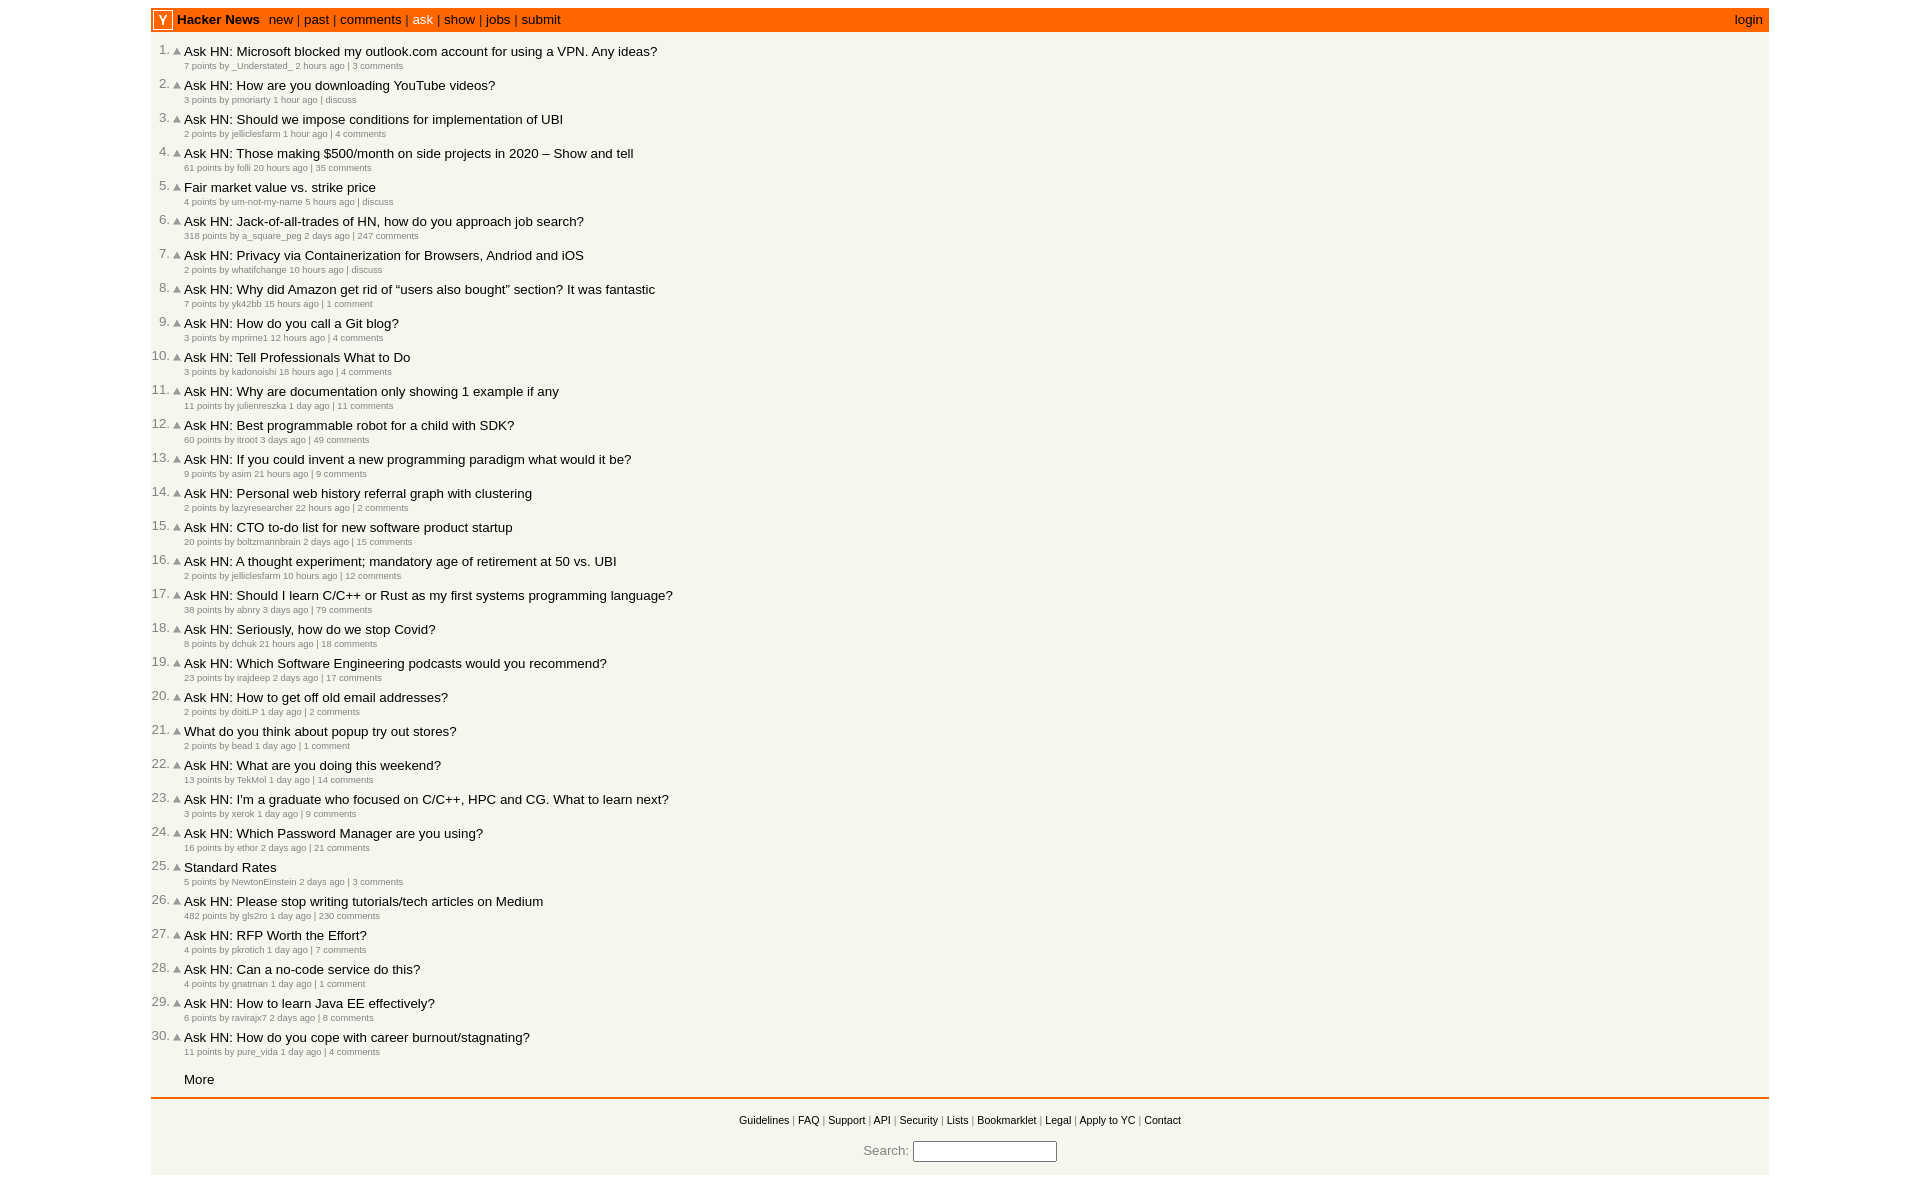 Y Hacker News new | past | comments | ask | show | jobs | submit login
1. Ask HN: Microsoft blocked my outlook.com account for using a VPN. Any ideas?
7 points by _Understated_ 2 hours ago | 3 comments
2. Ask HN: How are you downloading YouTube videos?
3 points by pmoriarty 1 hour ago | discuss
3. Ask HN: Should we impose conditions for implementation of UBI
2 points by jelliclesfarm 1 hour ago | 4 comments
4. Ask HN: Those making $500/month on side projects in 2020 – Show and tell
61 points by folli 20 hours ago | 35 comments
5. Fair market value vs. strike price
4 points by um-not-my-name 5 hours ago | discuss
6. Ask HN: Jack-of-all-trades of HN, how do you approach job search?
318 points by a_square_peg 2 days ago | 247 comments
7. Ask HN: Privacy via Containerization for Browsers, Andriod and iOS
2 points by whatifchange 10 hours ago | discuss
8. Ask HN: Why did Amazon get rid of “users also bought” section? It was fantastic
7 points by yk42bb 15 hours ago | 1 comment
9. Ask HN: How do you call a Git blog?
3 points by mprime1 12 hours ago | 4 comments
10. Ask HN: Tell Professionals What to Do
3 points by kadonoishi 18 hours ago | 4 comments
11. Ask HN: Why are documentation only showing 1 example if any
11 points by julienreszka 1 day ago | 11 comments
12. Ask HN: Best programmable robot for a child with SDK?
60 points by itroot 3 days ago | 49 comments
13. Ask HN: If you could invent a new programming paradigm what would it be?
9 points by asim 21 hours ago | 9 comments
14. Ask HN: Personal web history referral graph with clustering
2 points by lazyresearcher 22 hours ago | 2 comments
15. Ask HN: CTO to-do list for new software product startup
20 points by boltzmannbrain 2 days ago | 15 comments
16. Ask HN: A thought experiment; mandatory age of retirement at 50 vs. UBI
2 points by jelliclesfarm 10 hours ago | 12 comments
17. Ask HN: Should I learn C/C++ or Rust as my first systems programming language?
38 points by abnry 3 days ago | 79 comments
18. Ask HN: Seriously, how do we stop Covid?
8 points by dchuk 21 hours ago | 18 comments
19. Ask HN: Which Software Engineering podcasts would you recommend?
23 points by irajdeep 2 days ago | 17 comments
20. Ask HN: How to get off old email addresses?
2 points by doitLP 1 day ago | 2 comments
21. What do you think about popup try out stores?
2 points by bead 1 day ago | 1 comment
22. Ask HN: What are you doing this weekend?
13 points by TekMol 1 day ago | 14 comments
23. Ask HN: I'm a graduate who focused on C/C++, HPC and CG. What to learn next?
3 points by xerok 1 day ago | 9 comments
24. Ask HN: Which Password Manager are you using?
16 points by ethor 2 days ago | 21 comments
25. Standard Rates
5 points by NewtonEinstein 2 days ago | 3 comments
26. Ask HN: Please stop writing tutorials/tech articles on Medium
482 points by gls2ro 1 day ago | 230 comments
27. Ask HN: RFP Worth the Effort?
4 points by pkrotich 1 day ago | 7 comments
28. Ask HN: Can a no-code service do this?
4 points by gnatman 1 day ago | 1 comment
29. Ask HN: How to learn Java EE effectively?
6 points by ravirajx7 2 days ago | 8 comments
30. Ask HN: How do you cope with career burnout/stagnating?
11 points by pure_vida 1 day ago | 4 comments
More
Guidelines | FAQ | Support | API | Security | Lists | Bookmarklet | Legal | Apply to YC | Contact
Search: